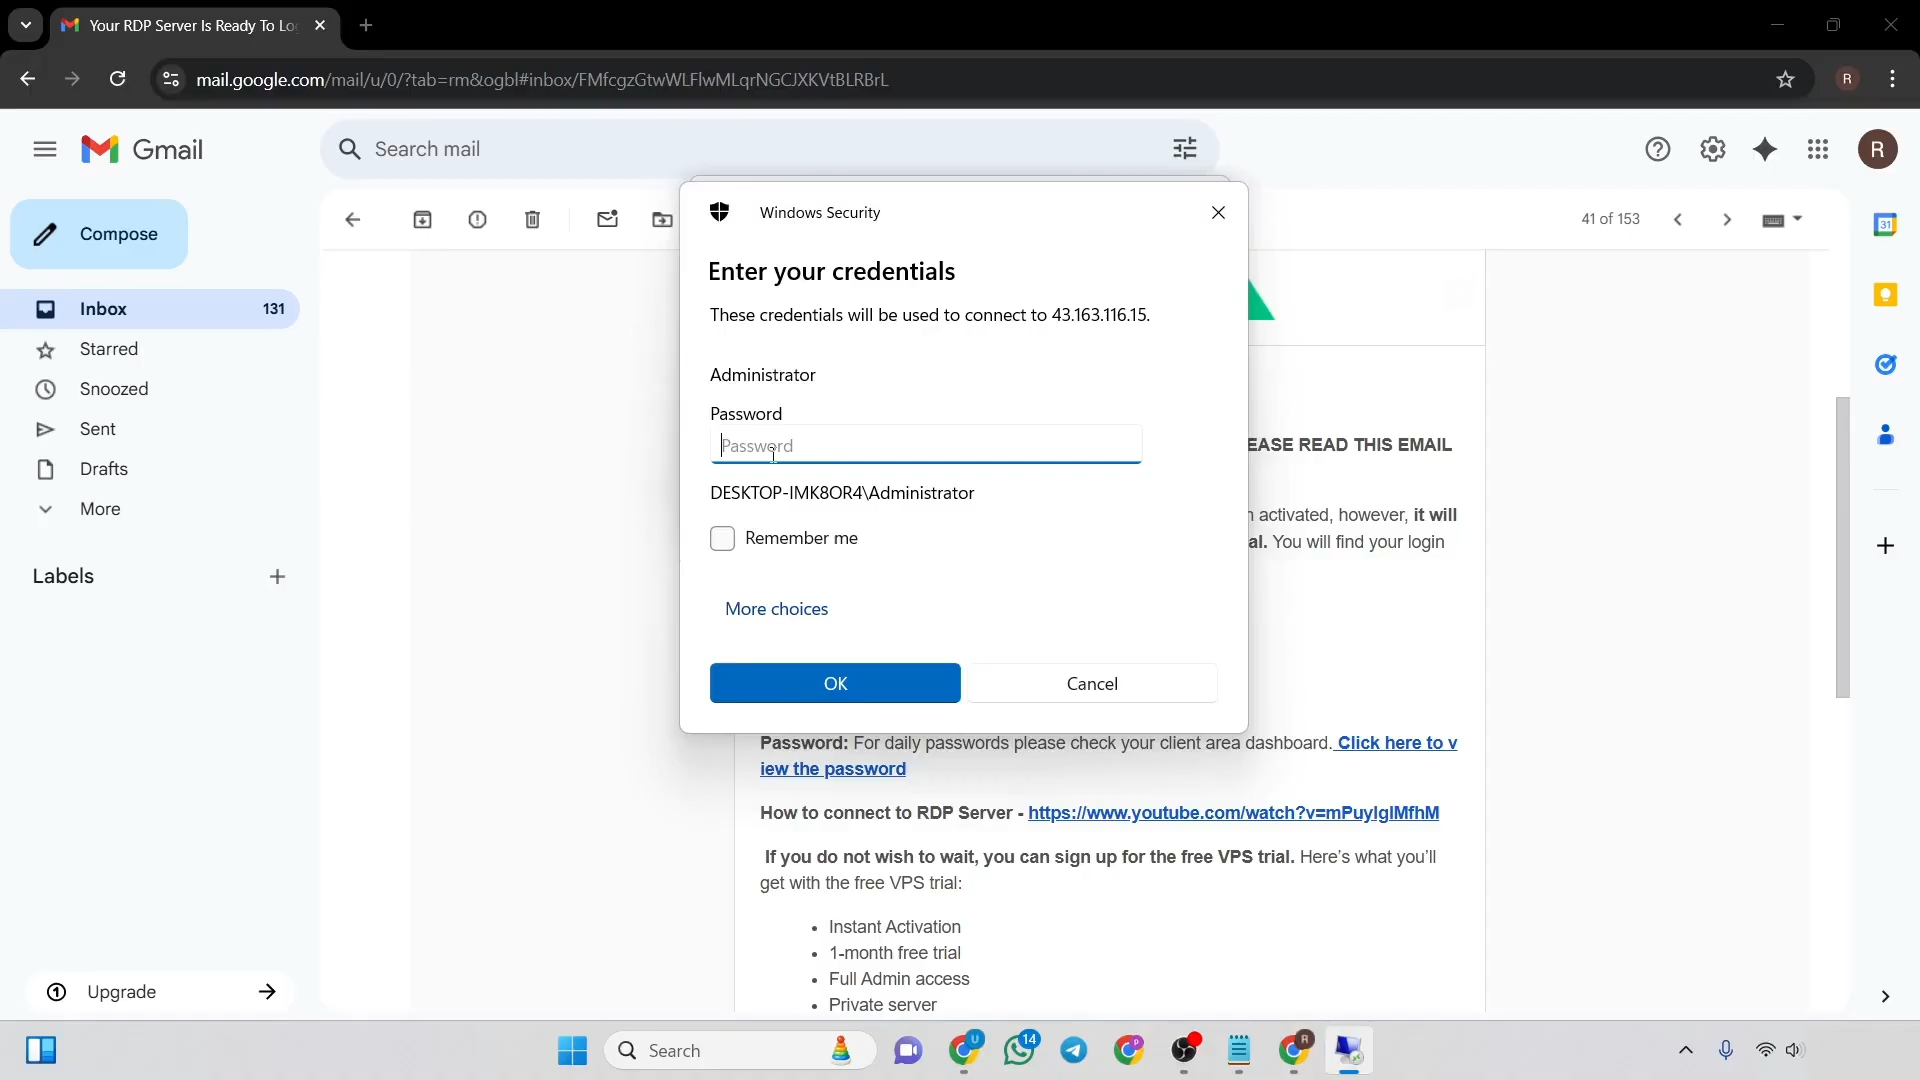 Your RDP Server Is Ready To Lo
mail.google.com/mail/u/0/?tab=rm&ogbl#inbox/FMfcgzGtwWLFlwMLqrNGCJXKVtBLRBrL
R
Gmail
Search mail
R
Compose
41 of 153
31
Inbox 131
Starred
Snoozed
Sent
Drafts
More
Labels
Upgrade
Windows Security
Enter your credentials
These credentials will be used to connect to 43.163.116.15.
Administrator
Password
Password
DESKTOP-IMK8OR4\Administrator
Remember me
More choices
OK
Cancel
EASE READ THIS EMAIL
activated, however, it will
al. You will find your login
Password: For daily passwords please check your client area dashboard. Click here to v
iew the password
How to connect to RDP Server - https://www.youtube.com/watch?v=mPuyIgIMfhM
If you do not wish to wait, you can sign up for the free VPS trial. Here's what you'll
get with the free VPS trial:
• Instant Activation
• 1-month free trial
• Full Admin access
• Private server
Search
U
14
P
R